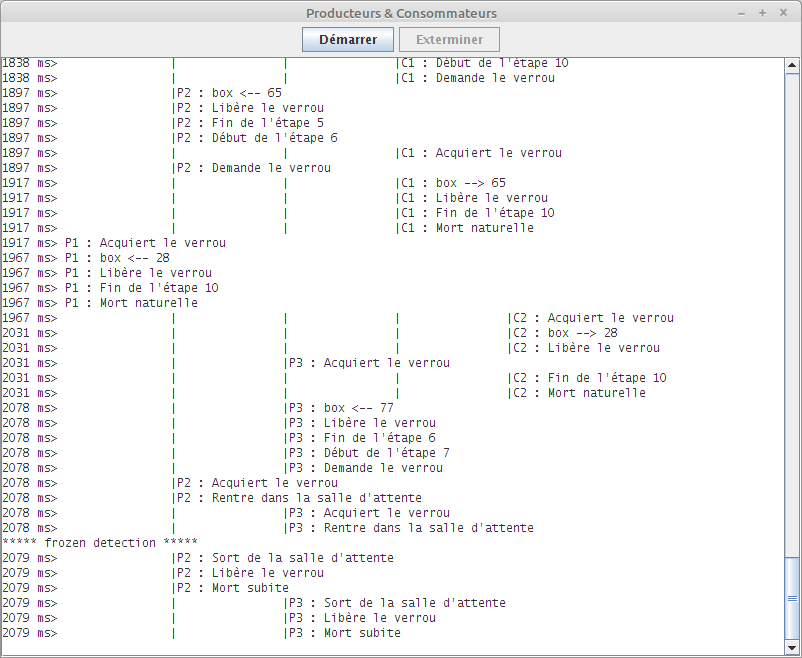 Producteurs & Consommateurs
Démarrer Exterminer
1838 ms> | | |C1 : Début de l'étape 10
1838 ms> | | |C1 : Demande du verrou
1897 ms> |P2 : box <-- 65
1897 ms> |P2 : Libère le verrou
1897 ms> |P2 : Fin de l'étape 5
1897 ms> |P2 : Début de l'étape 6
1897 ms> | | |C1 : Acquiert le verrou
1897 ms> |P2 : Demande le verrou
1917 ms> | | |C1 : box --> 65
1917 ms> | | |C1 : Libère le verrou
1917 ms> | | |C1 : Fin de l'étape 10
1917 ms> | | |C1 : Mort naturelle
1917 ms> P1 : Acquiert le verrou
1967 ms> P1 : box <-- 28
1967 ms> P1 : Libère le verrou
1967 ms> P1 : Fin de l'étape 10
1967 ms> P1 : Mort naturelle
1967 ms> | | | |C2 : Acquiert le verrou
2031 ms> | | | |C2 : box --> 28
2031 ms> | | | |C2 : Libère le verrou
2031 ms> | |P3 : Acquiert le verrou
2031 ms> | | | |C2 : Fin de l'étape 10
2031 ms> | | | |C2 : Mort naturelle
2078 ms> | |P3 : box <-- 77
2078 ms> | |P3 : Libère le verrou
2078 ms> | |P3 : Fin de l'étape 6
2078 ms> | |P3 : Début de l'étape 7
2078 ms> | |P3 : Demande le verrou
2078 ms> |P2 : Acquiert le verrou
2078 ms> |P2 : Rentre dans la salle d'attente
2078 ms> | |P3 : Acquiert le verrou
2078 ms> | |P3 : Rentre dans la salle d'attente
***** frozen detection *****
2079 ms> |P2 : Sort de la salle d'attente
2079 ms> |P2 : Libère le verrou
2079 ms> |P2 : Mort subite
2079 ms> | |P3 : Sort de la salle d'attente
2079 ms> | |P3 : Libère le verrou
2079 ms> | |P3 : Mort subite